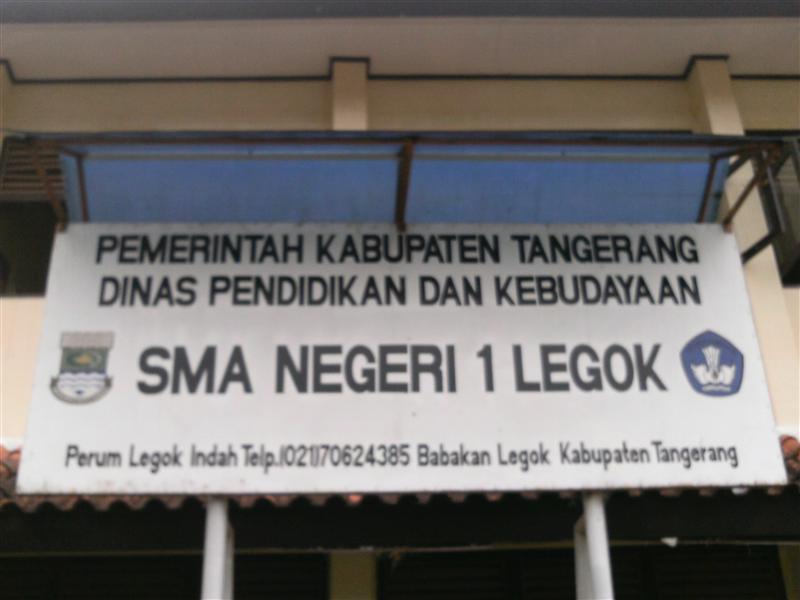 PEMERINTAH KABUPATEN TANGERANG
DINAS PENDIDIKAN DAN KEBUDAYAAN
SMA NEGERI 1 LEGOK
Perum Legok Indah Telp.(021)70624385 Babakan Legok Kabupaten Tangerang